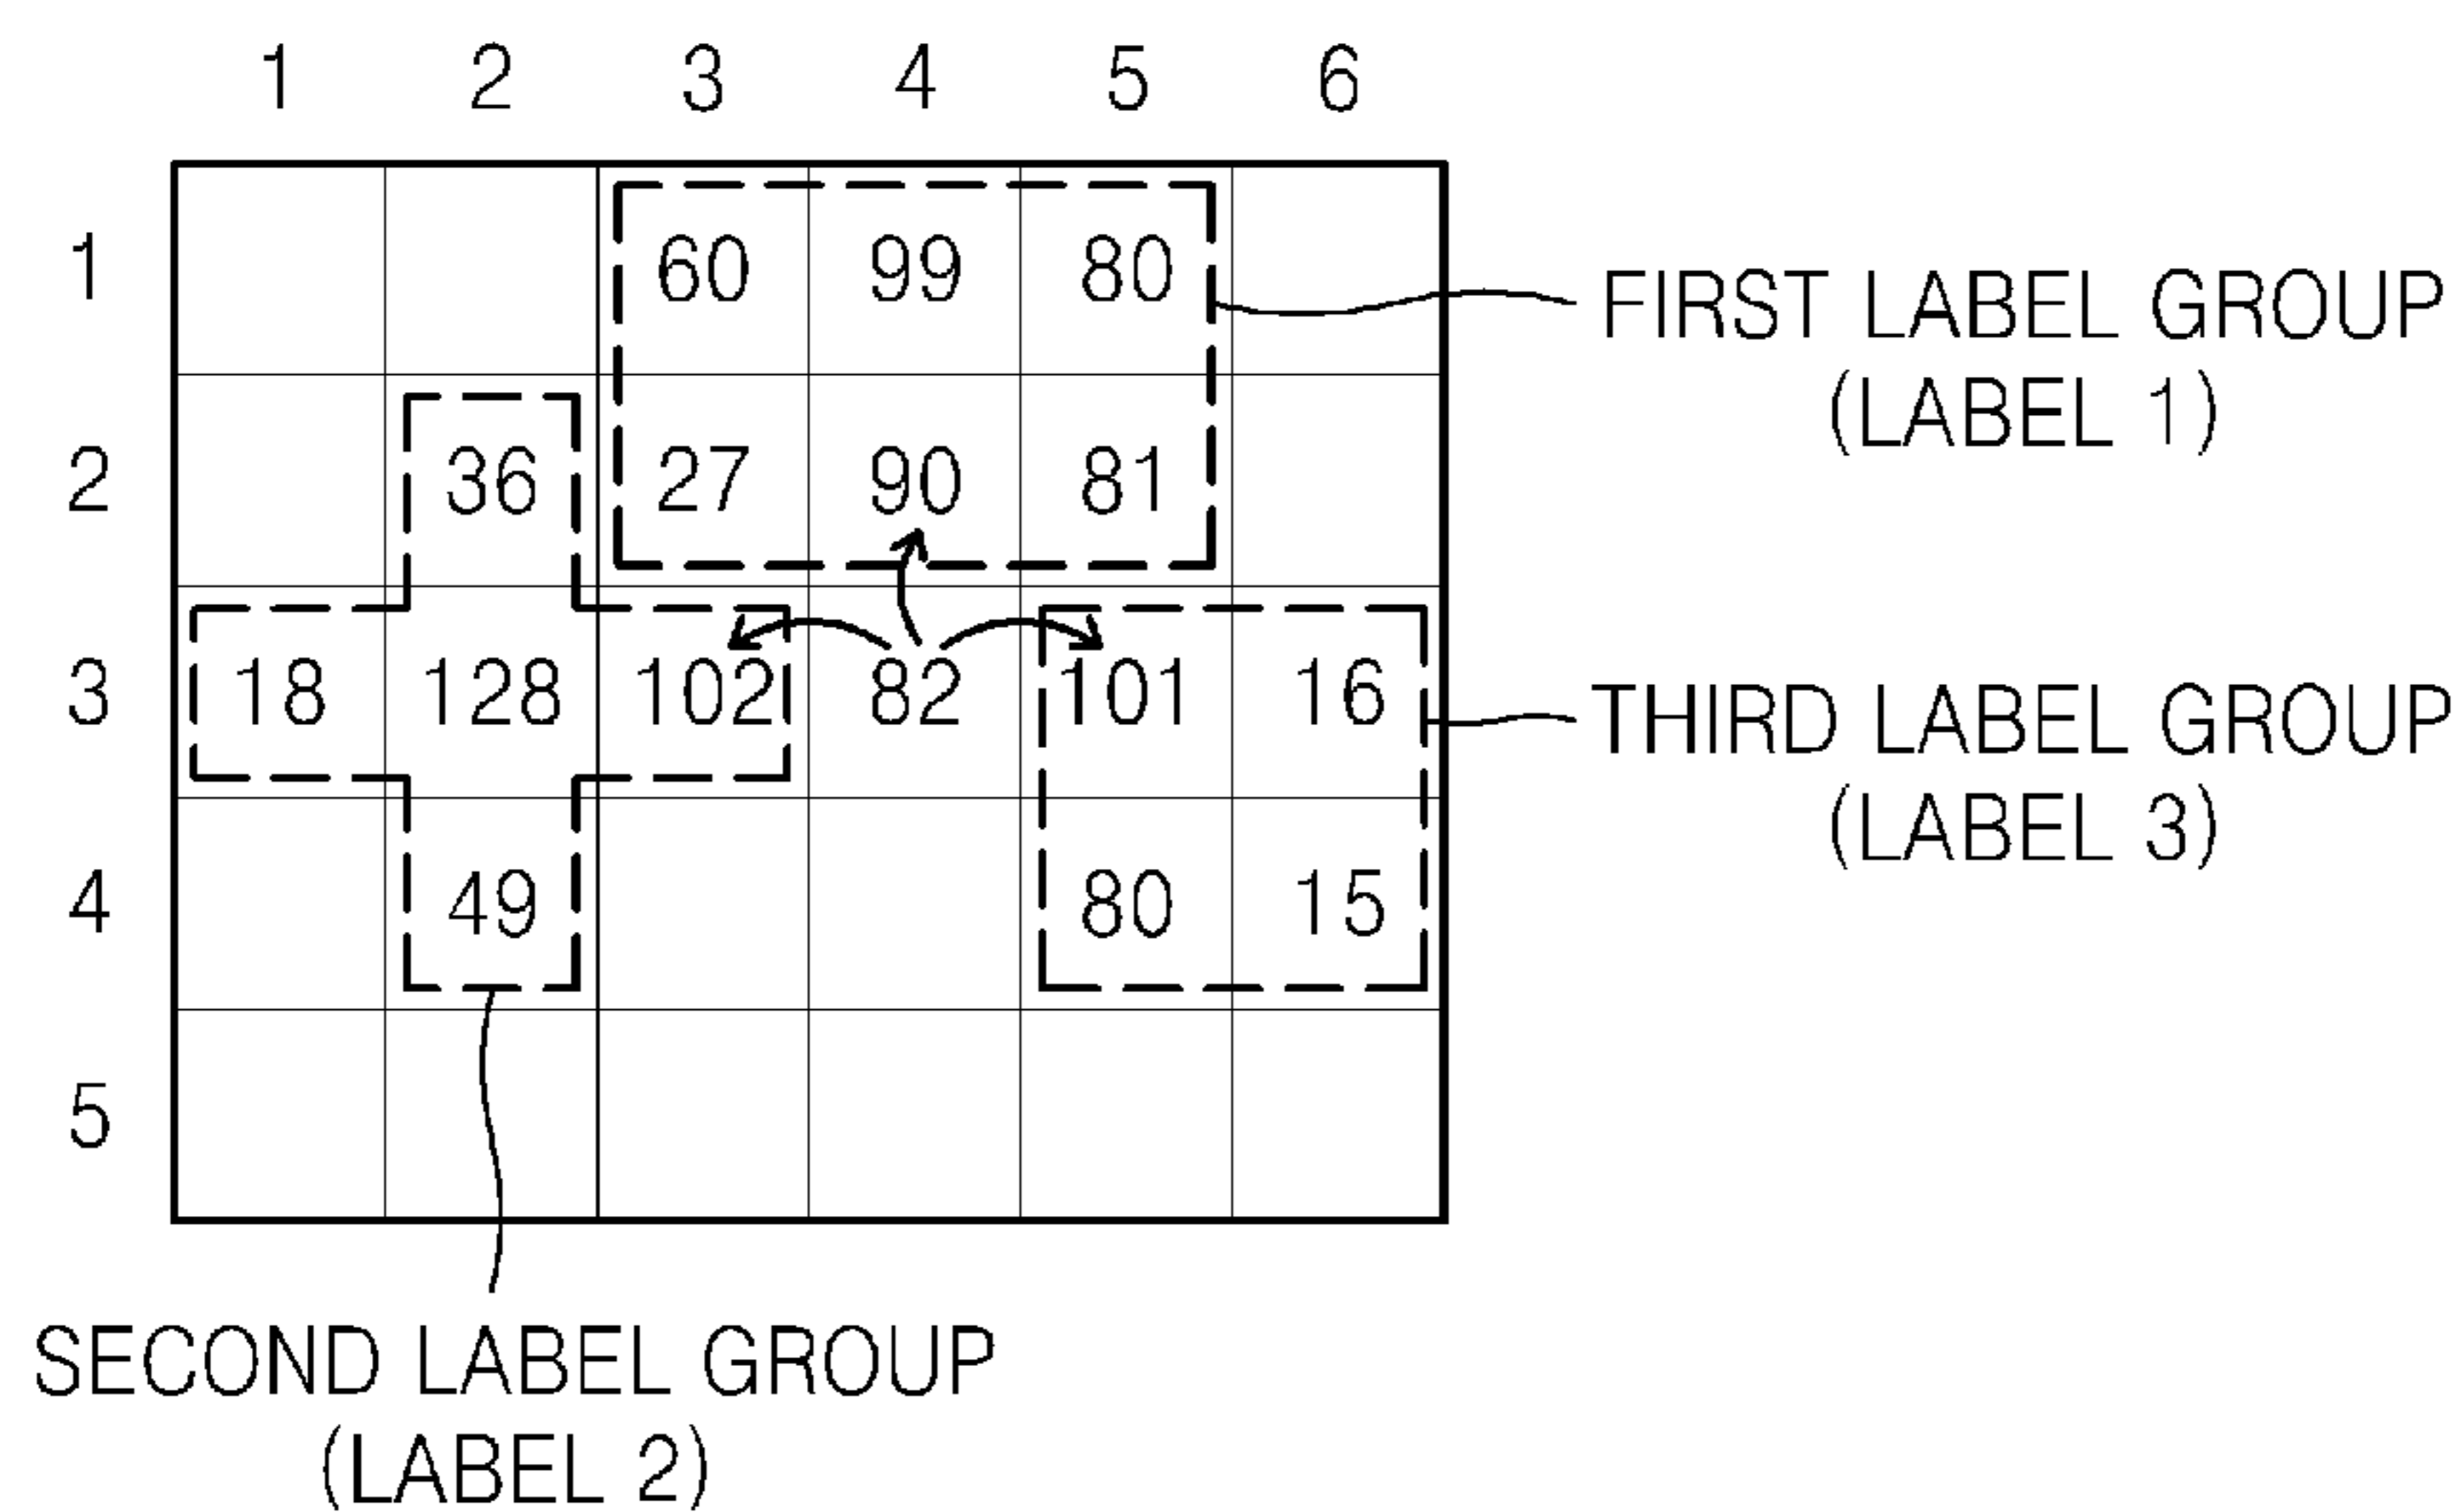 1 2 3 4 5 6
1 60 99 80
FIRST LABEL GROUP
(LABEL 1)
2 36 27 90 81
3 18 128 102 82 101 16
THIRD LABEL GROUP
(LABEL 3)
4 49 80 15
5
SECOND LABEL GROUP
(LABEL 2)